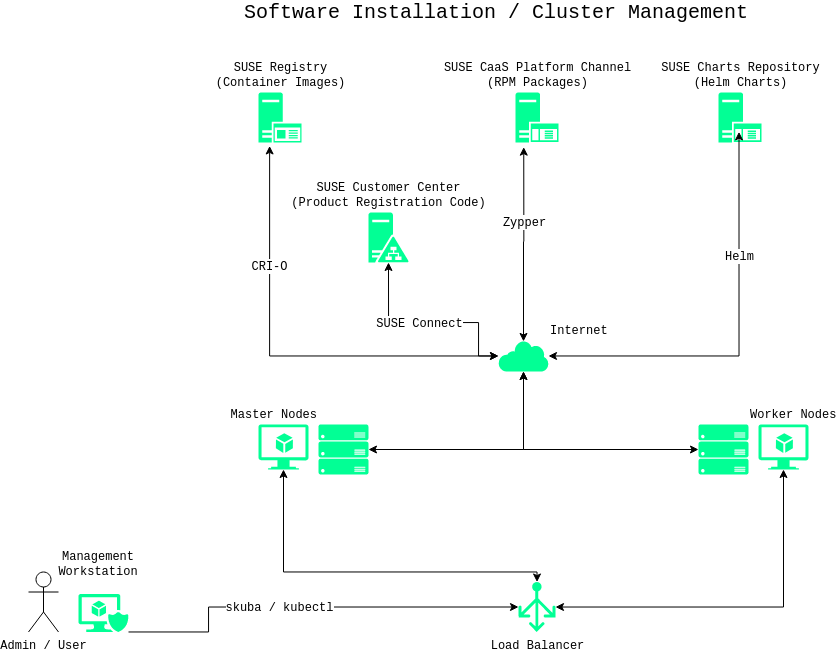 Software Installation / Cluster Management
SUSE Registry
(Container Images)
SUSE CaaS Platform Channel
(RPM Packages)
SUSE Charts Repository
(Helm Charts)
SUSE Customer Center
(Product Registration Code)
Zypper
Helm
CRI-O
SUSE Connect
Internet
Master Nodes
Worker Nodes
Management
Workstation
skuba / kubectl
Admin / User
Load Balancer